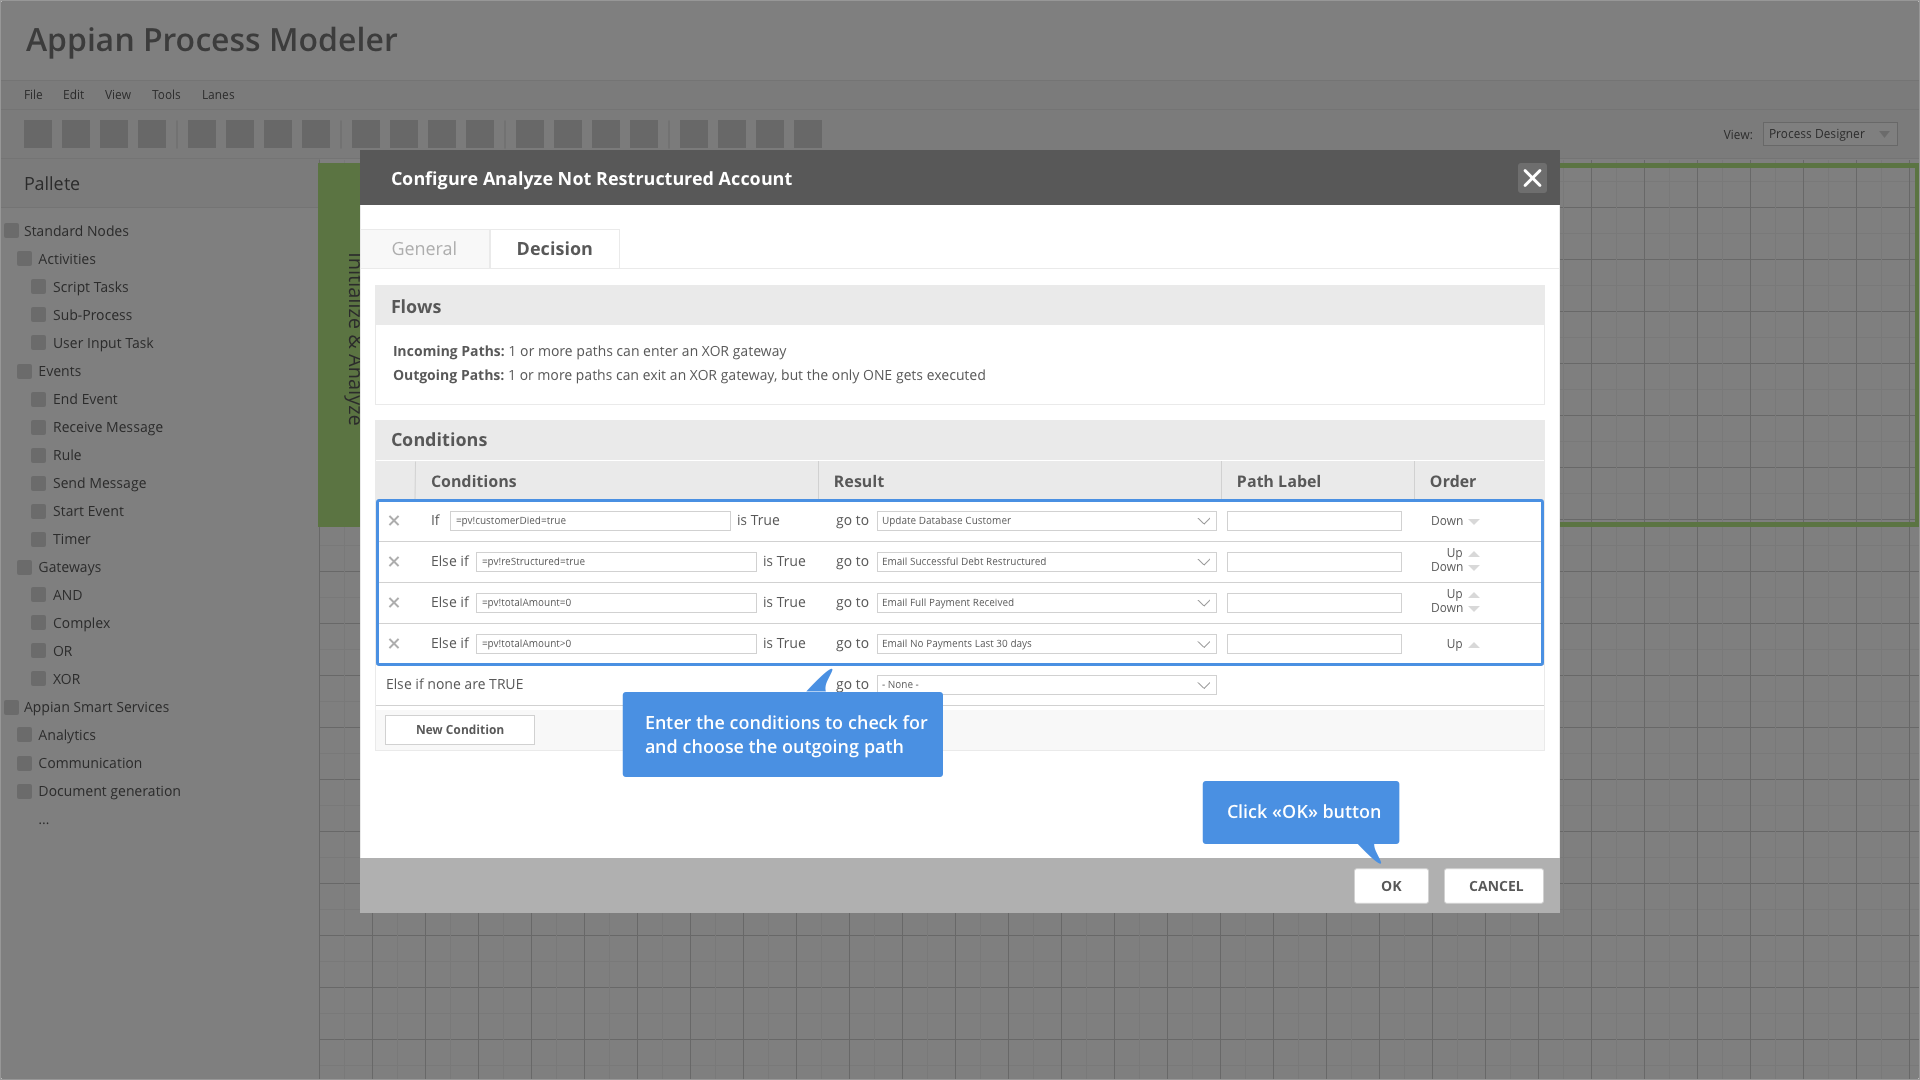 Appian Process Modeler
File Edit View Tools Lanes
View: Process Designer
Pallete
Standard Nodes
Activities
Script Tasks
Sub-Process
User Input Task
Events
End Event
Receive Message
Rule
Send Message
Start Event
Timer
Gateways
AND
Complex
OR
XOR
Appian Smart Services
Analytics
Communication
Document generation
...
Initialize & Analyze
Configure Analyze Not Restructured Account
General Decision
Flows
Incoming Paths: 1 or more paths can enter an XOR gateway
Outgoing Paths: 1 or more paths can exit an XOR gateway, but the only ONE gets executed
Conditions
Conditions Result Path Label Order
If =pv!customerDied=true is True go to Update Database Customer Down
Else if =pv!reStructured=true is True go to Email Successful Debt Restructured Up Down
Else if =pv!totalAmount=0 is True go to Email Full Payment Received Up Down
Else if =pv!totalAmount>0 is True go to Email No Payments Last 30 days Up
Else if none are TRUE go to - None -
New Condition
Enter the conditions to check for
and choose the outgoing path
Click «OK» button
OK CANCEL